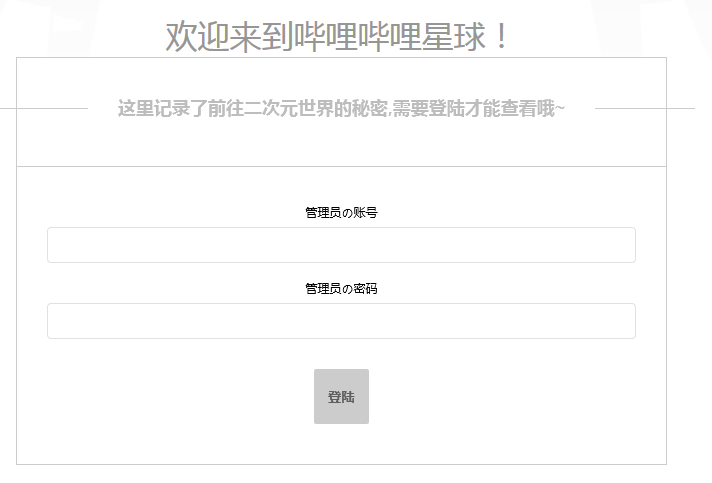 欢迎来到哔哩哔哩星球！
这里记录了前往二次元世界的秘密,需要登陆才能查看哦~
管理员の账号
管理员の密码
登陆